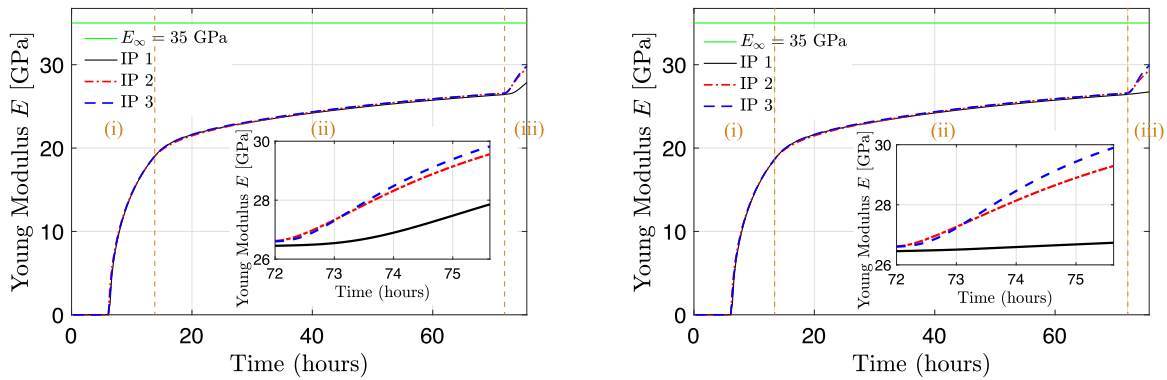 Young Modulus E [GPa]
30
20
10
0
E∞ = 35 GPa
IP 1
IP 2
IP 3
(i)
(ii)
(iii)
Young Modulus E [GPa]
30
28
26
72
73
74
75
Time (hours)
0
20
40
60
Time (hours)
Young Modulus E [GPa]
30
20
10
0
E∞ = 35 GPa
IP 1
IP 2
IP 3
(i)
(ii)
(iii)
Young Modulus E [GPa]
30
28
26
72
73
74
75
Time (hours)
0
20
40
60
Time (hours)